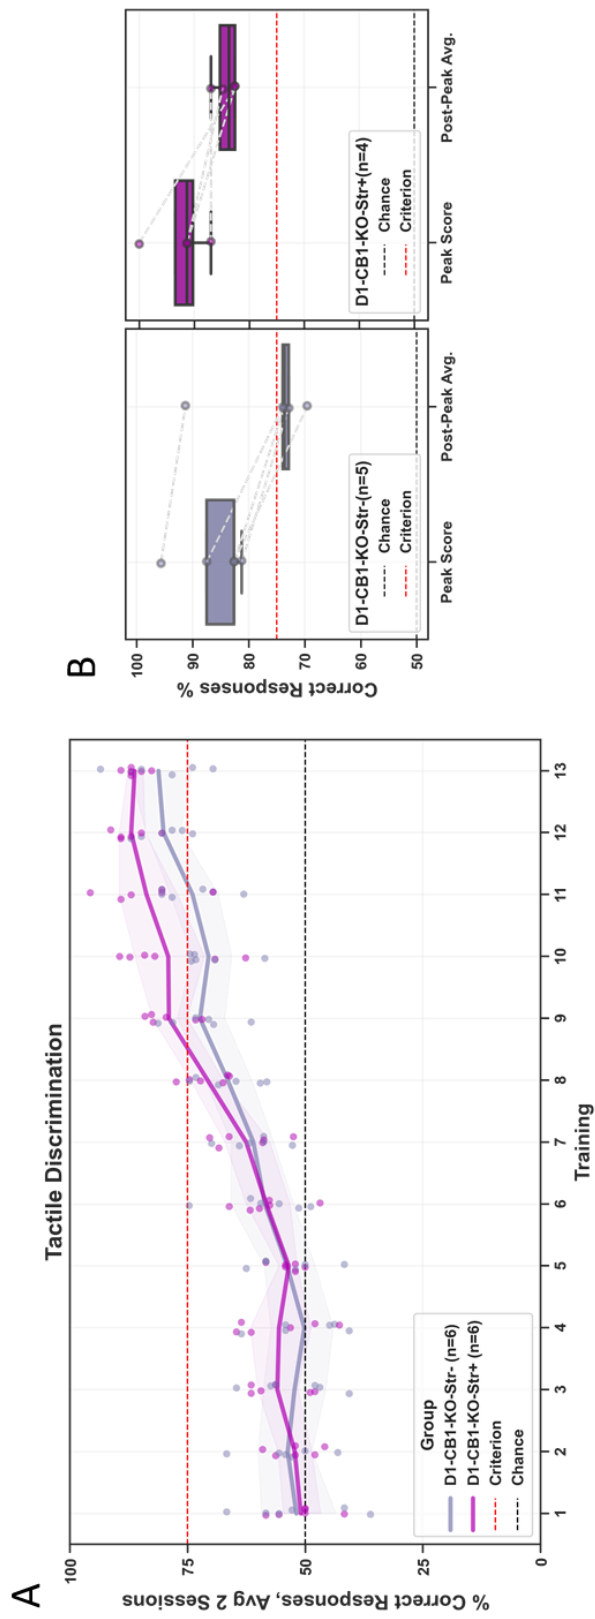 A
Tactile Discrimination
% Correct Responses, Avg 2 Sessions
100
75
50
25
0
Group
D1-CB1-KO-Str- (n=6)
D1-CB1-KO-Str+ (n=6)
Criterion
Chance
1 2 3 4 5 6 7 8 9 10 11 12 13
Training
B
Correct Responses %
100
90
80
70
60
50
D1-CB1-KO-Str-(n=5)
Chance
Criterion
Peak Score Post-Peak Avg.
D1-CB1-KO-Str+(n=4)
Chance
Criterion
Peak Score Post-Peak Avg.